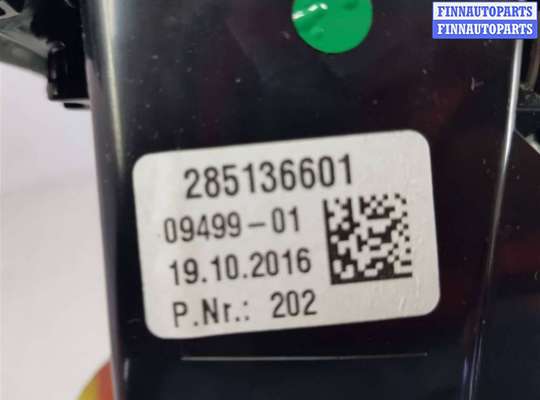 FINNAUTOPARTS
FINNAUTOPARTS
285136601
09499-01
19.10.2016
P.Nr.: 202